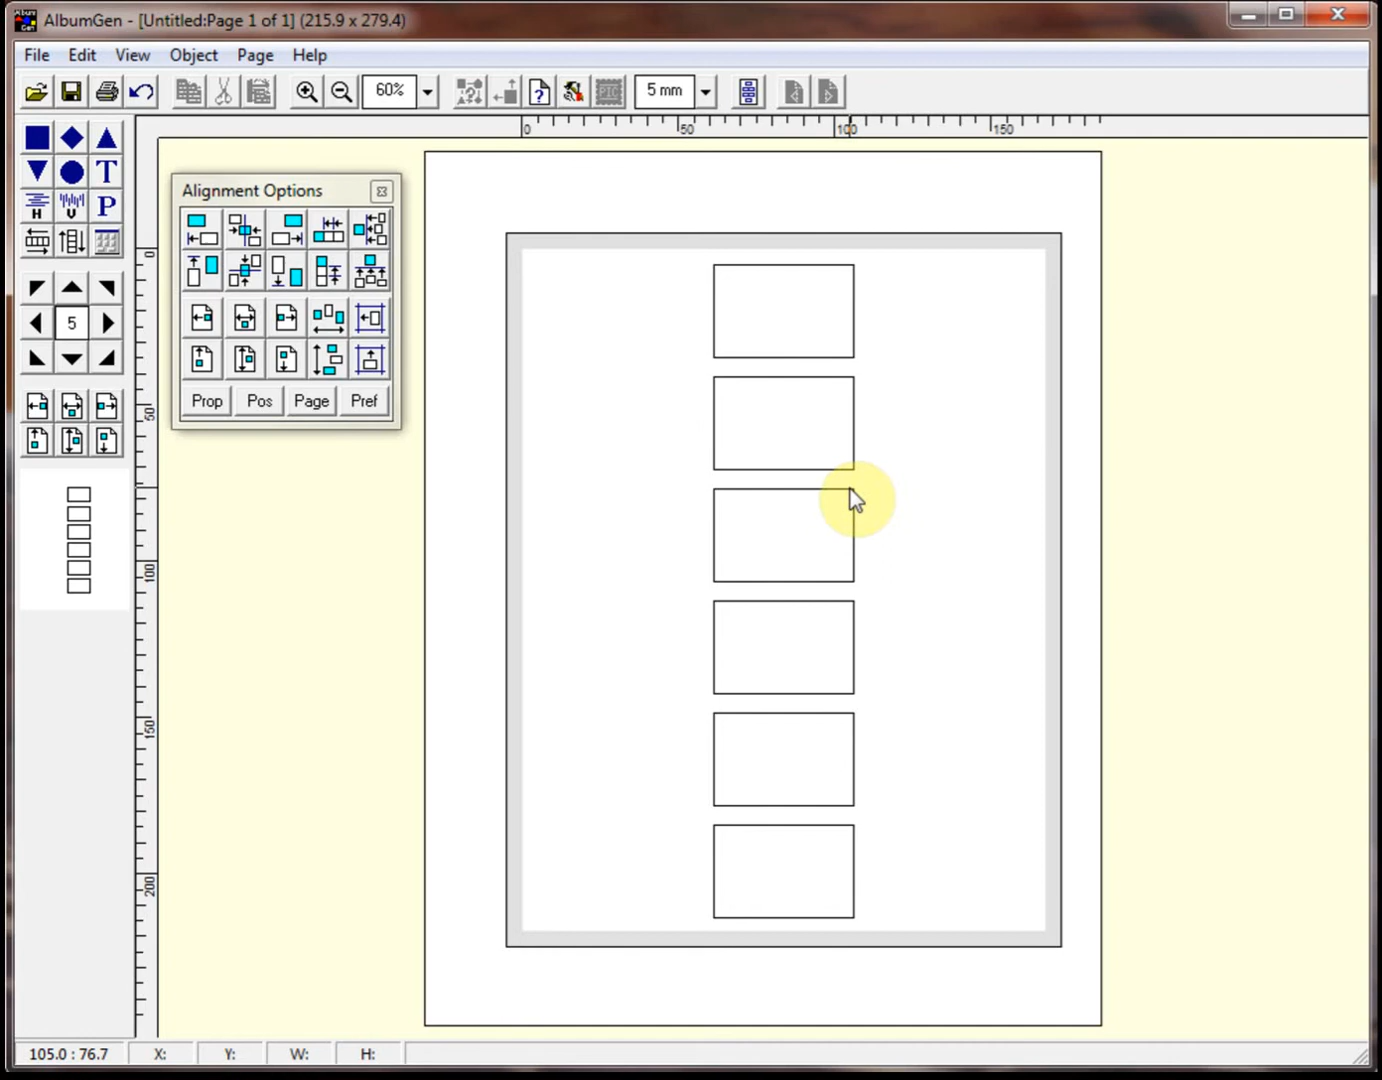 AlbumGen - [Untitled:Page 1 of 1] (215.9 x 279.4)
File Edit View Object Page Help
60% PIC 5 mm
0 50 100 150
T
H V P
5
Alignment Options
Prop Pos Page Pref
0
50
100
150
200
105.0 : 76.7 X: Y: W: H: